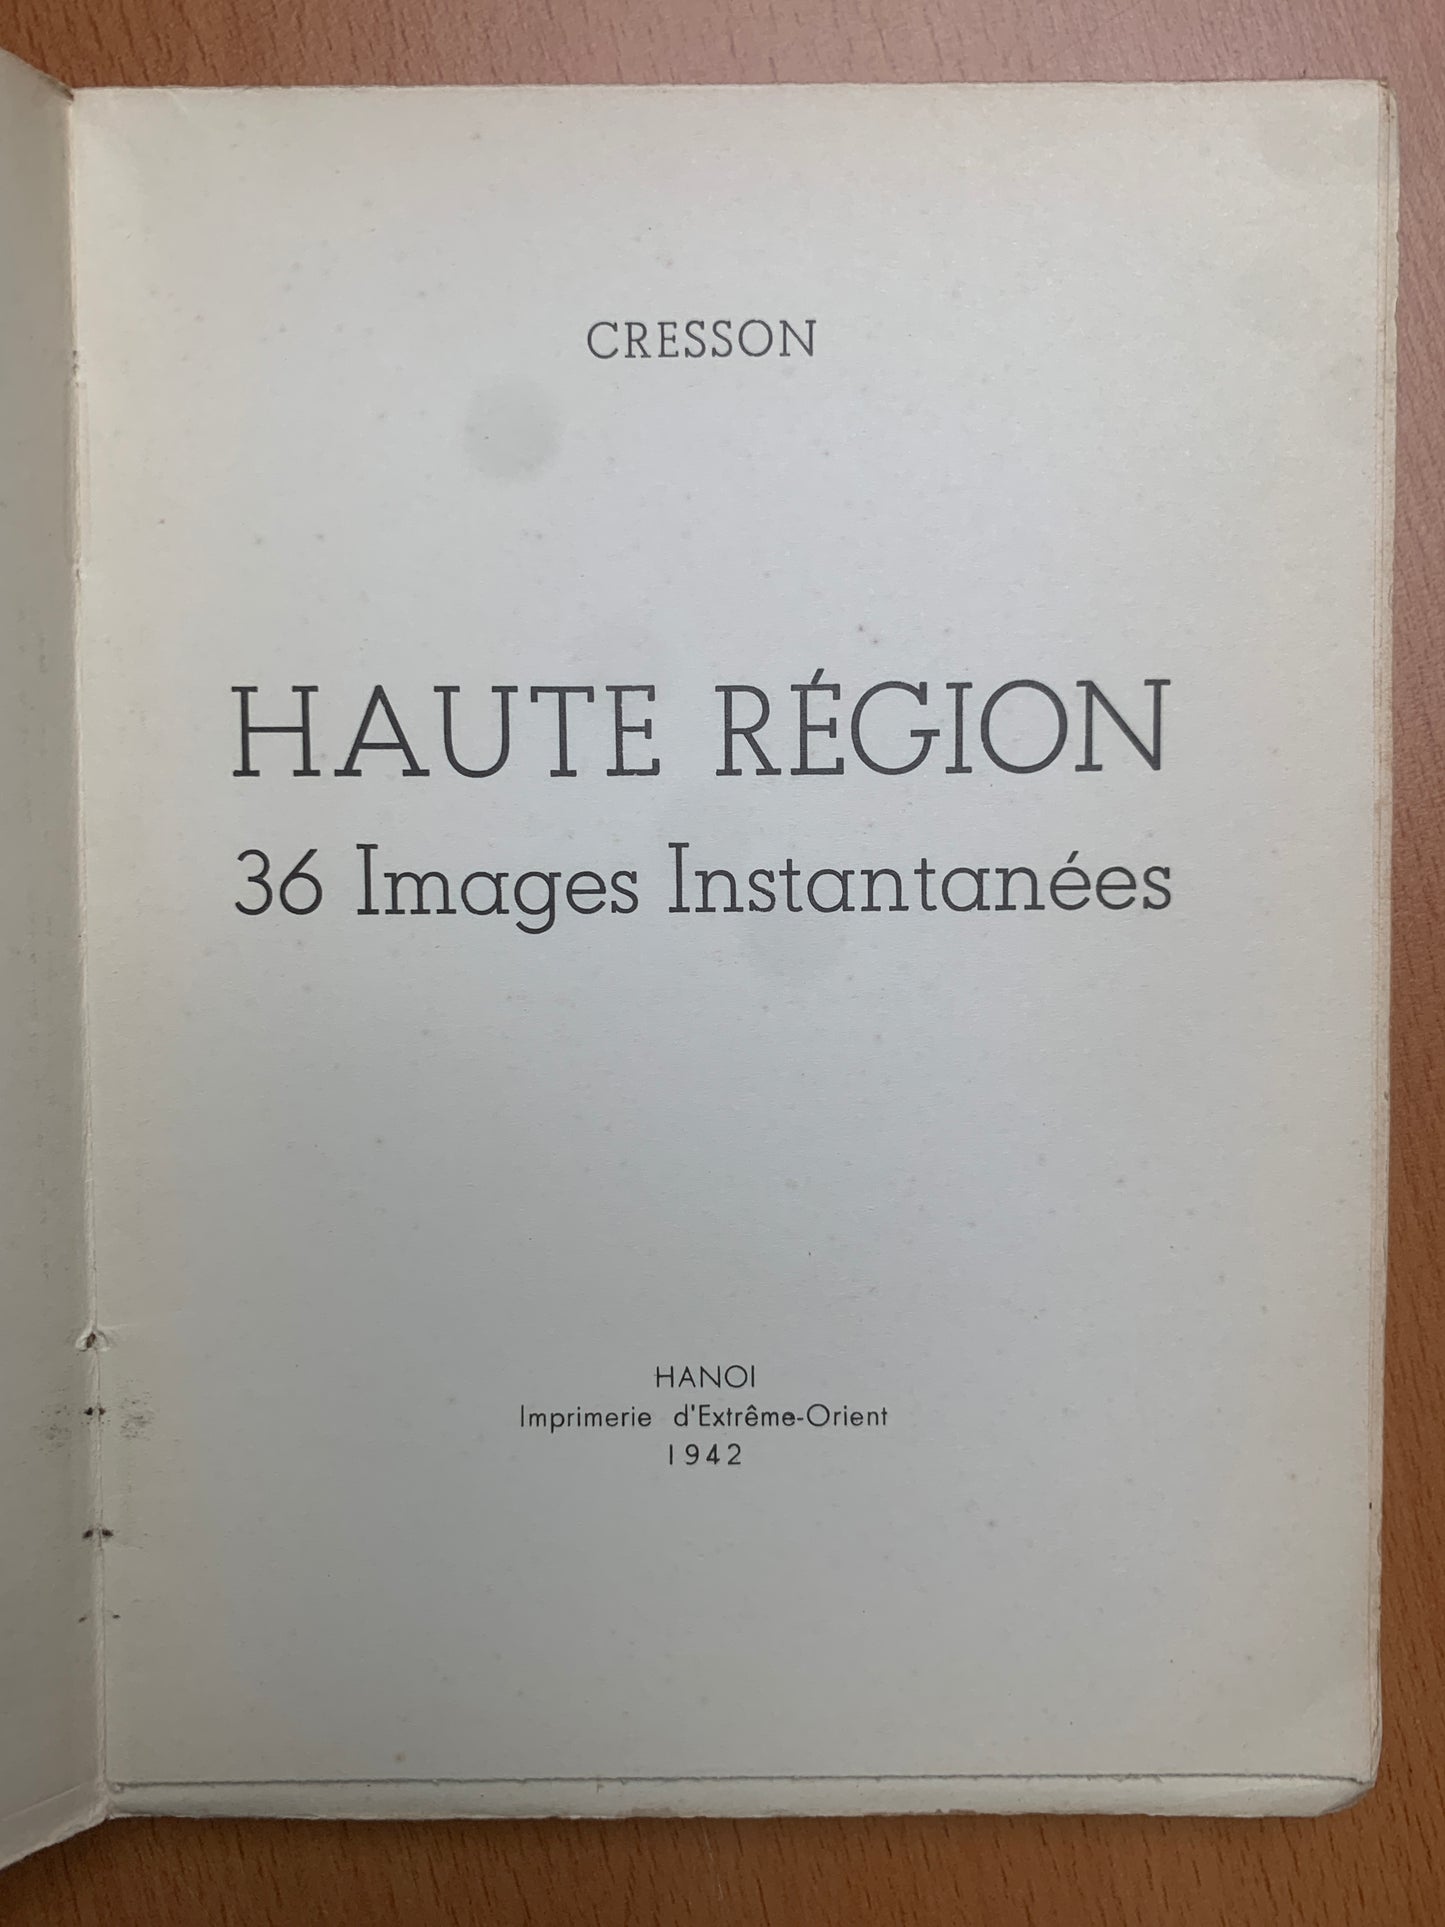 CRESSON
HAUTE RÉGION
36 Images Instantanées
HANOI
Imprimerie d'Extrême-Orient
1942